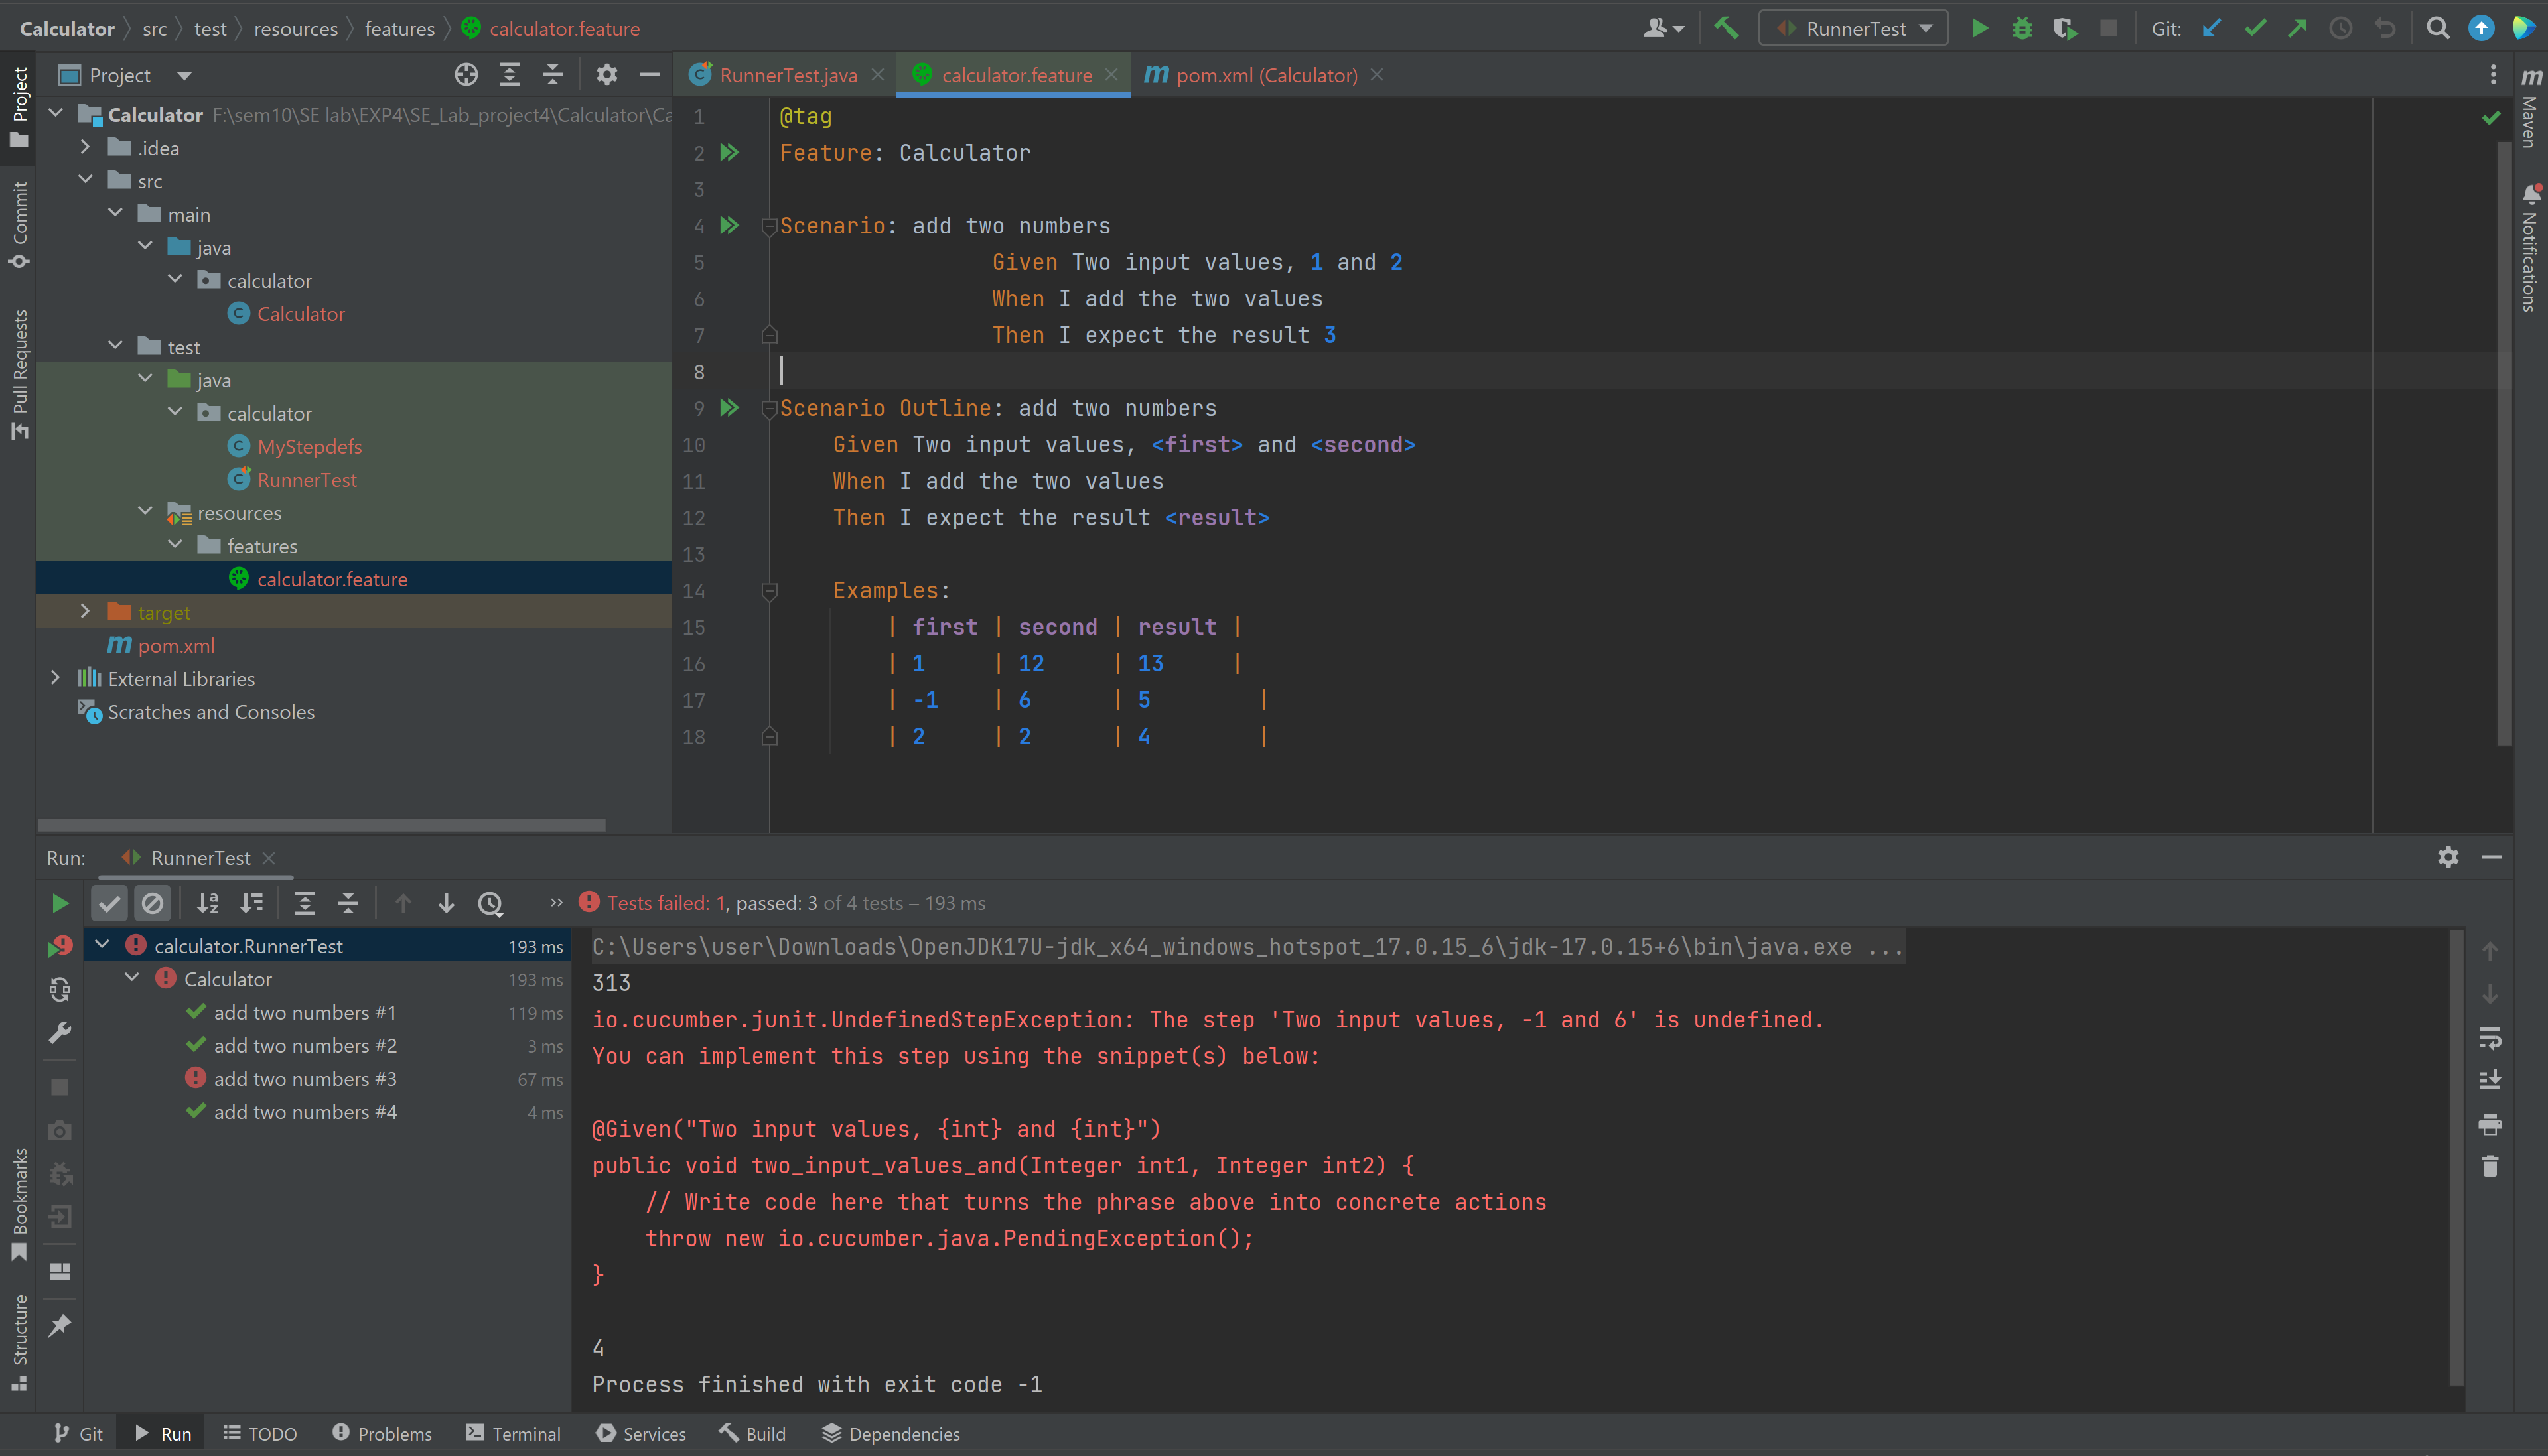 Calculator src test resources features calculator.feature RunnerTest Git:
Project
RunnerTest.java calculator.feature pom.xml (Calculator)
Project
Commit
Pull Requests
Bookmarks
Structure
Maven
Notifications
Calculator F:\sem10\SE lab\EXP4\SE_Lab_project4\Calculator\Ca
.idea
src
main
java
calculator
Calculator
test
java
calculator
MyStepdefs
RunnerTest
resources
features
calculator.feature
target
pom.xml
External Libraries
Scratches and Consoles
1 @tag
2 Feature: Calculator
3
4 Scenario: add two numbers
5 Given Two input values, 1 and 2
6 When I add the two values
7 Then I expect the result 3
8
9 Scenario Outline: add two numbers
10 Given Two input values, <first> and <second>
11 When I add the two values
12 Then I expect the result <result>
13
14 Examples:
15 | first | second | result |
16 | 1 | 12 | 13 |
17 | -1 | 6 | 5 |
18 | 2 | 2 | 4 |
Run: RunnerTest
Tests failed: 1, passed: 3 of 4 tests – 193 ms
calculator.RunnerTest 193 ms
Calculator 193 ms
add two numbers #1 119 ms
add two numbers #2 3 ms
add two numbers #3 67 ms
add two numbers #4 4 ms
C:\Users\user\Downloads\OpenJDK17U-jdk_x64_windows_hotspot_17.0.15_6\jdk-17.0.15+6\bin\java.exe ...
313
io.cucumber.junit.UndefinedStepException: The step 'Two input values, -1 and 6' is undefined.
You can implement this step using the snippet(s) below:
@Given("Two input values, {int} and {int}")
public void two_input_values_and(Integer int1, Integer int2) {
// Write code here that turns the phrase above into concrete actions
throw new io.cucumber.java.PendingException();
}
4
Process finished with exit code -1
Git Run TODO Problems Terminal Services Build Dependencies